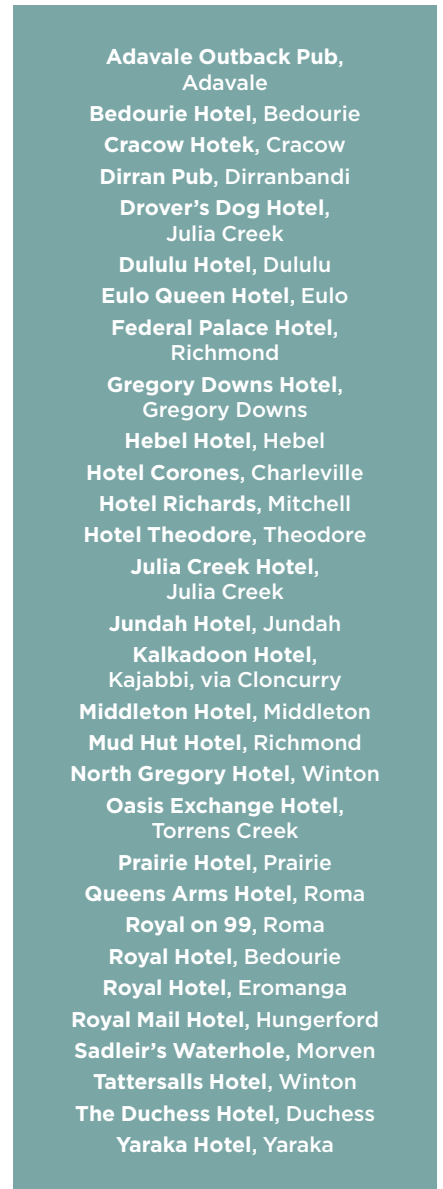 Adavale Outback Pub,
Adavale
Bedourie Hotel, Bedourie
Cracow Hotek, Cracow
Dirran Pub, Dirranbandi
Drover’s Dog Hotel,
Julia Creek
Dululu Hotel, Dululu
Eulo Queen Hotel, Eulo
Federal Palace Hotel,
Richmond
Gregory Downs Hotel,
Gregory Downs
Hebel Hotel, Hebel
Hotel Corones, Charleville
Hotel Richards, Mitchell
Hotel Theodore, Theodore
Julia Creek Hotel,
Julia Creek
Jundah Hotel, Jundah
Kalkadoon Hotel,
Kajabbi, via Cloncurry
Middleton Hotel, Middleton
Mud Hut Hotel, Richmond
North Gregory Hotel, Winton
Oasis Exchange Hotel,
Torrens Creek
Prairie Hotel, Prairie
Queens Arms Hotel, Roma
Royal on 99, Roma
Royal Hotel, Bedourie
Royal Hotel, Eromanga
Royal Mail Hotel, Hungerford
Sadleir’s Waterhole, Morven
Tattersalls Hotel, Winton
The Duchess Hotel, Duchess
Yaraka Hotel, Yaraka